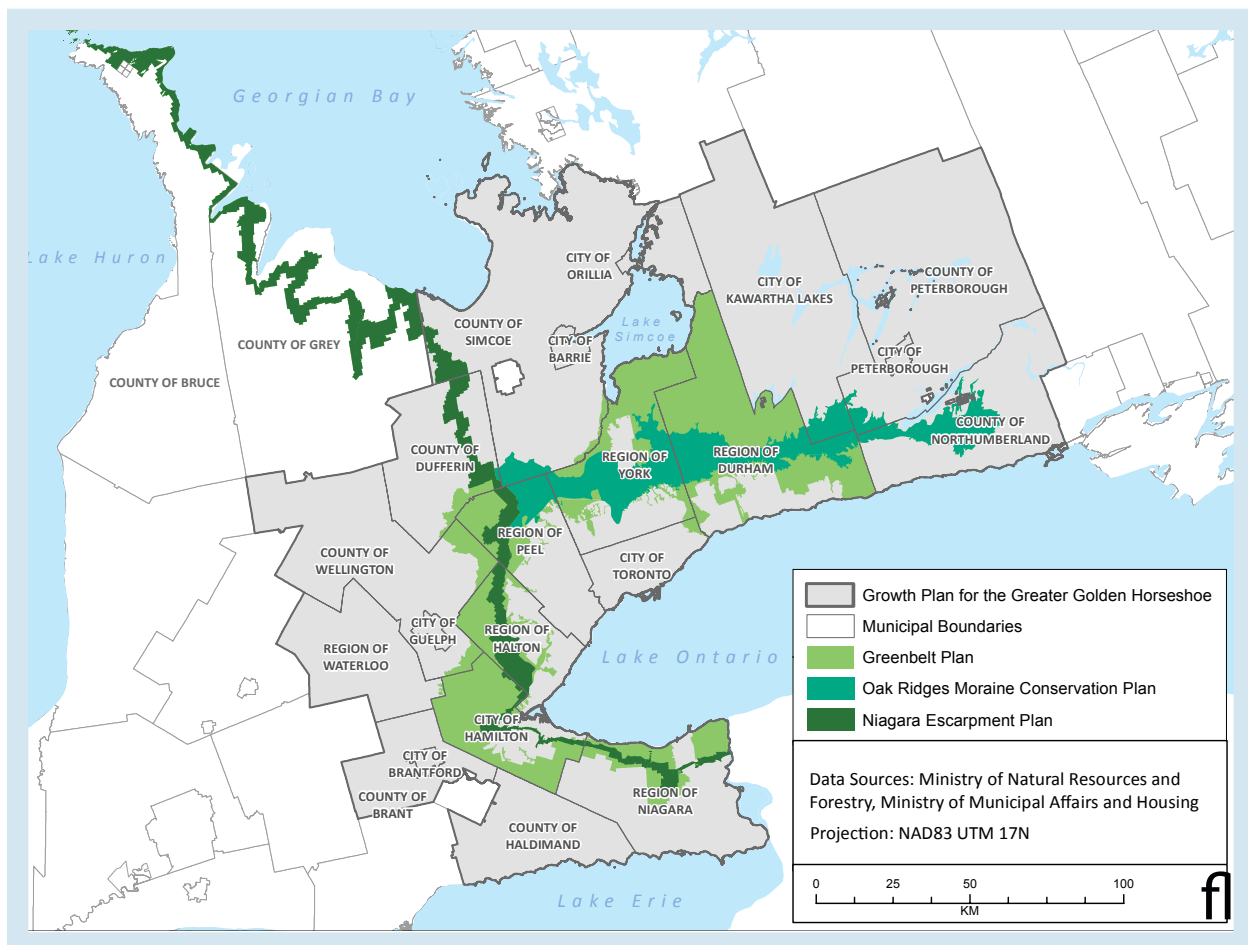 Georgian Bay
Lake Huron
CITY OF
ORILLIA
CITY OF
KAWARTHA LAKES
COUNTY OF
PETERBOROUGH
COUNTY OF
SIMCOE
Lake
Simcoe
CITY OF
BARRIE
COUNTY OF GREY
CITY OF
PETERBOROUGH
COUNTY OF BRUCE
COUNTY OF
NORTHUMBERLAND
COUNTY OF
DUFFERIN
REGION OF
YORK
REGION OF
DURHAM
REGION OF
PEEL
COUNTY OF
WELLINGTON
CITY OF
TORONTO
CITY OF
GUELPH
REGION OF
HALTON
REGION OF
WATERLOO
Lake Ontario
CITY OF
HAMILTON
CITY OF
BRANTFORD
COUNTY OF
BRANT
REGION OF
NIAGARA
COUNTY OF
HALDIMAND
Lake Erie
Growth Plan for the Greater Golden Horseshoe
Municipal Boundaries
Greenbelt Plan
Oak Ridges Moraine Conservation Plan
Niagara Escarpment Plan
Data Sources: Ministry of Natural Resources and
Forestry, Ministry of Municipal Affairs and Housing
Projection: NAD83 UTM 17N
0 25 50 100
KM
fl